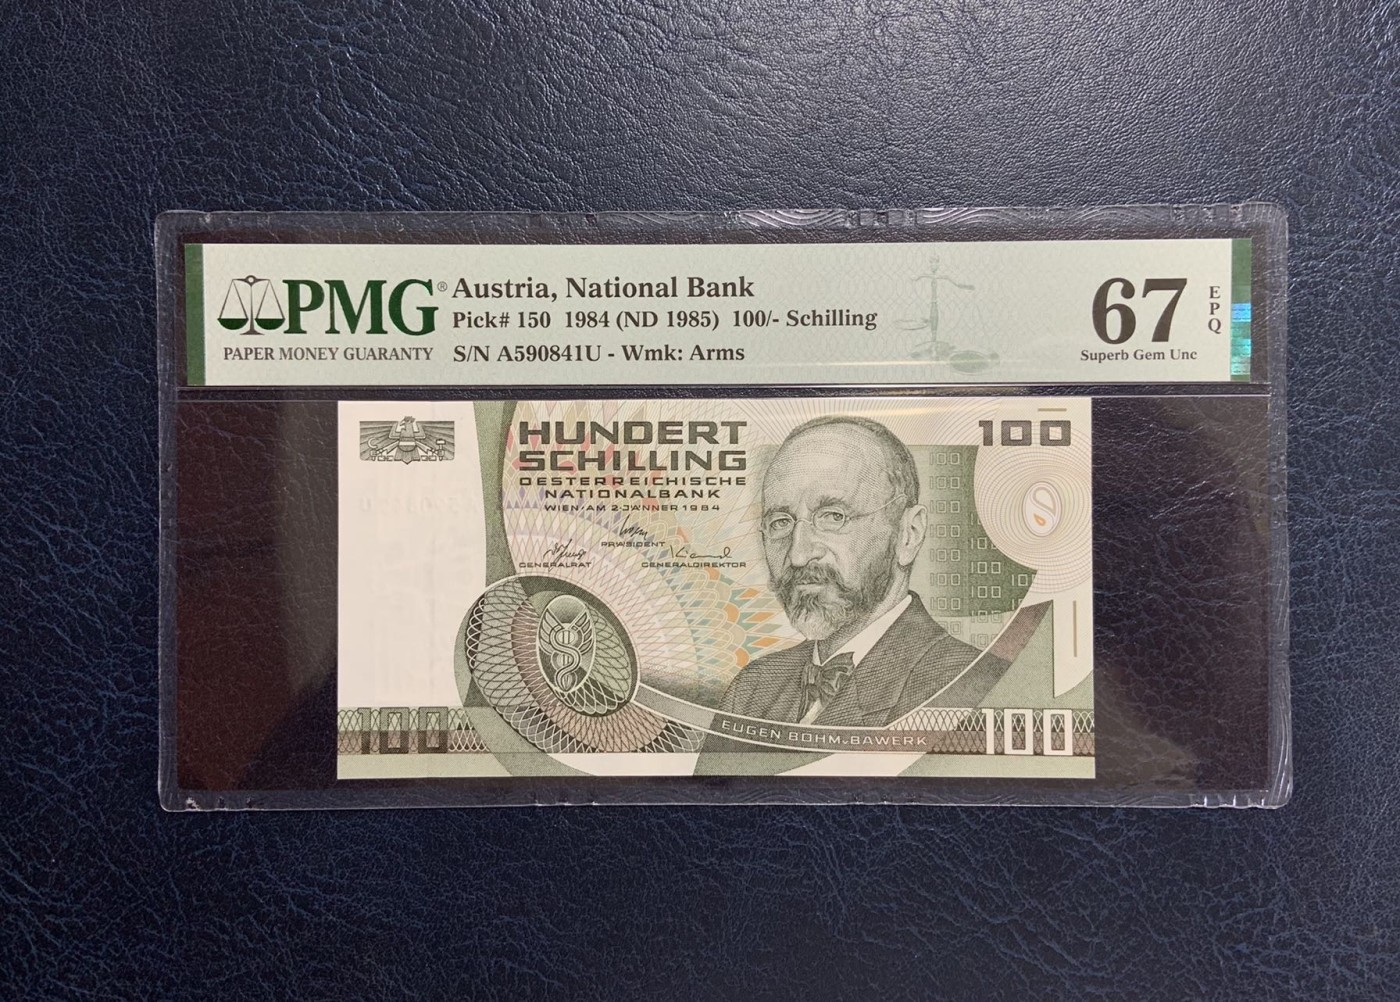 PMG®
PAPER MONEY GUARANTY
Austria, National Bank
Pick# 150 1984 (ND 1985) 100/- Schilling
S/N A590841U - Wmk: Arms
67
EPQ
Superb Gem Unc
HUNDERT
SCHILLING
OESTERREICHISCHE
NATIONALBANK
WIEN, AM 2. JÄNNER 1984
PRÄSIDENT
GENERALRAT
GENERALDIREKTOR
100
EUGEN BÖHM v. BAWERK
100
100